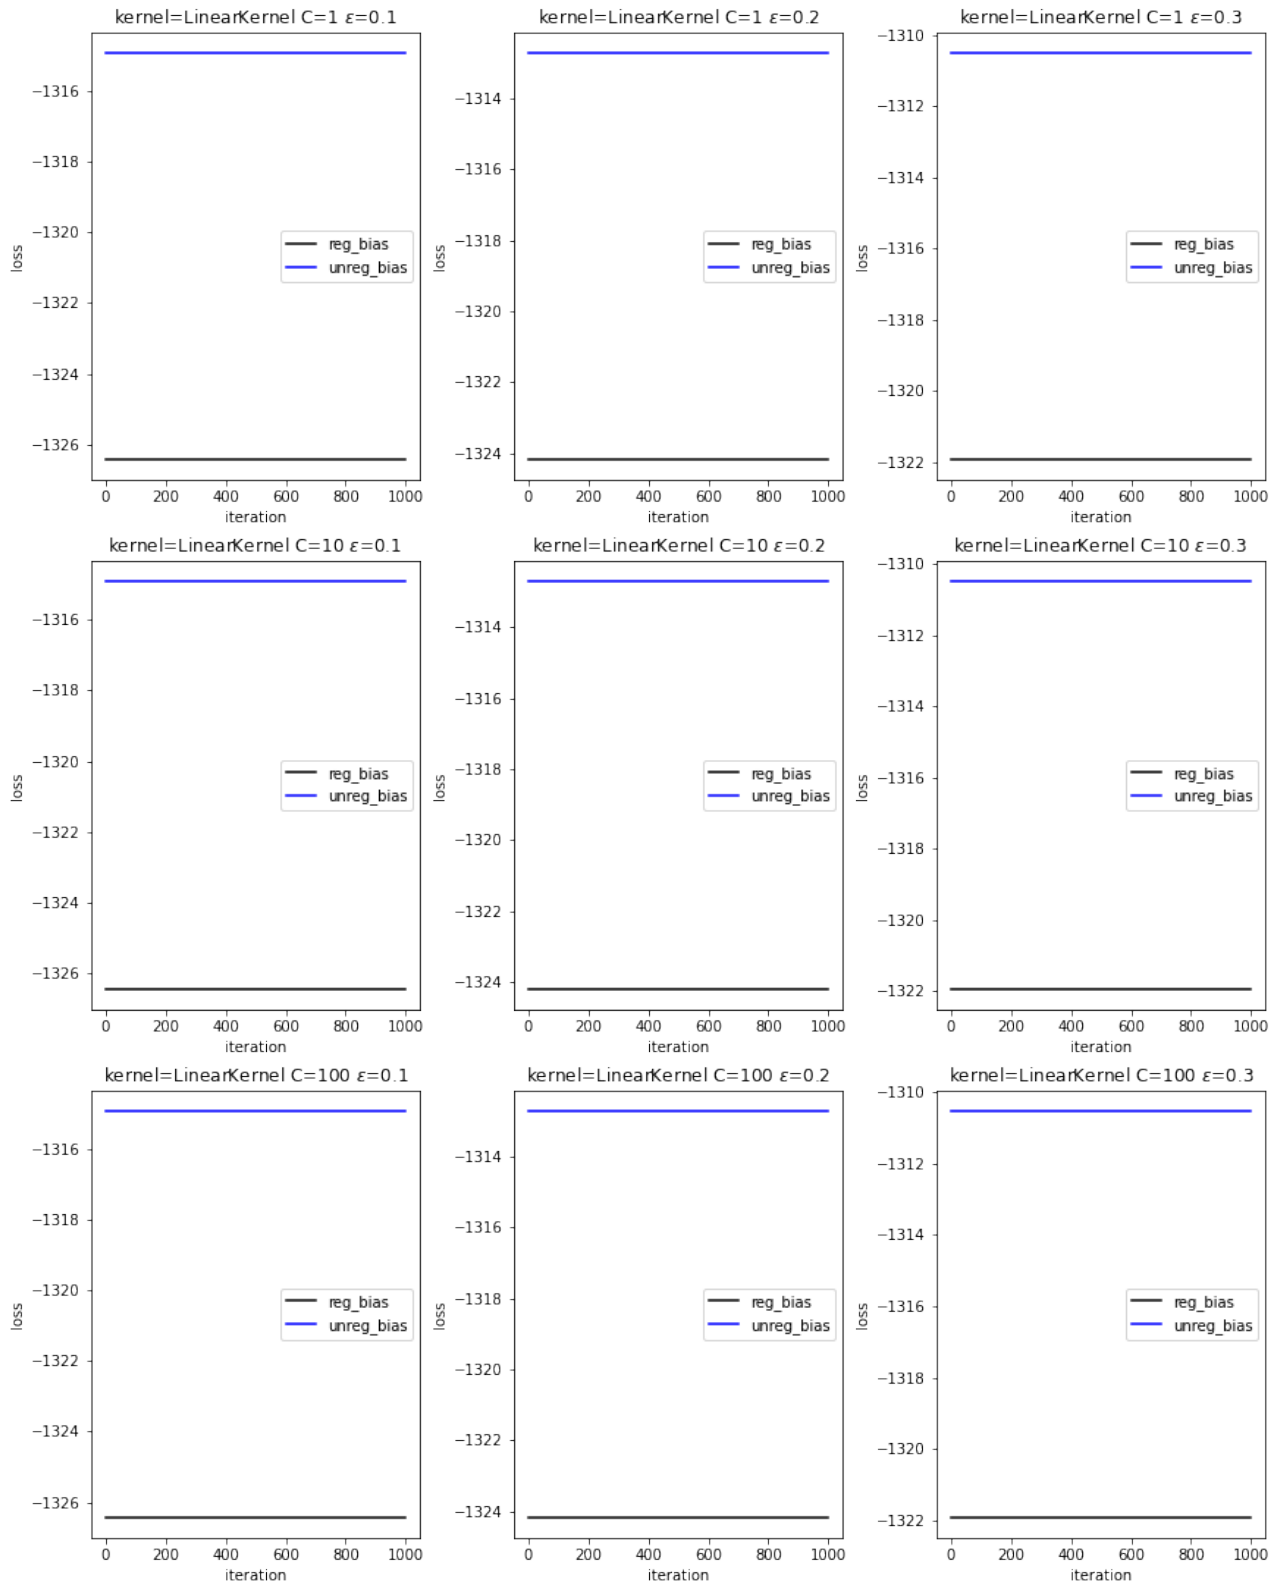 kernel=LinearKernel C=1 ε=0.1
−1316
−1318
−1320
−1322
−1324
−1326
loss
reg_bias
unreg_bias
0 200 400 600 800 1000
iteration
kernel=LinearKernel C=1 ε=0.2
−1314
−1316
−1318
−1320
−1322
−1324
loss
reg_bias
unreg_bias
0 200 400 600 800 1000
iteration
kernel=LinearKernel C=1 ε=0.3
−1310
−1312
−1314
−1316
−1318
−1320
−1322
loss
reg_bias
unreg_bias
0 200 400 600 800 1000
iteration
kernel=LinearKernel C=10 ε=0.1
−1316
−1318
−1320
−1322
−1324
−1326
loss
reg_bias
unreg_bias
0 200 400 600 800 1000
iteration
kernel=LinearKernel C=10 ε=0.2
−1314
−1316
−1318
−1320
−1322
−1324
loss
reg_bias
unreg_bias
0 200 400 600 800 1000
iteration
kernel=LinearKernel C=10 ε=0.3
−1310
−1312
−1314
−1316
−1318
−1320
−1322
loss
reg_bias
unreg_bias
0 200 400 600 800 1000
iteration
kernel=LinearKernel C=100 ε=0.1
−1316
−1318
−1320
−1322
−1324
−1326
loss
reg_bias
unreg_bias
0 200 400 600 800 1000
iteration
kernel=LinearKernel C=100 ε=0.2
−1314
−1316
−1318
−1320
−1322
−1324
loss
reg_bias
unreg_bias
0 200 400 600 800 1000
iteration
kernel=LinearKernel C=100 ε=0.3
−1310
−1312
−1314
−1316
−1318
−1320
−1322
loss
reg_bias
unreg_bias
0 200 400 600 800 1000
iteration